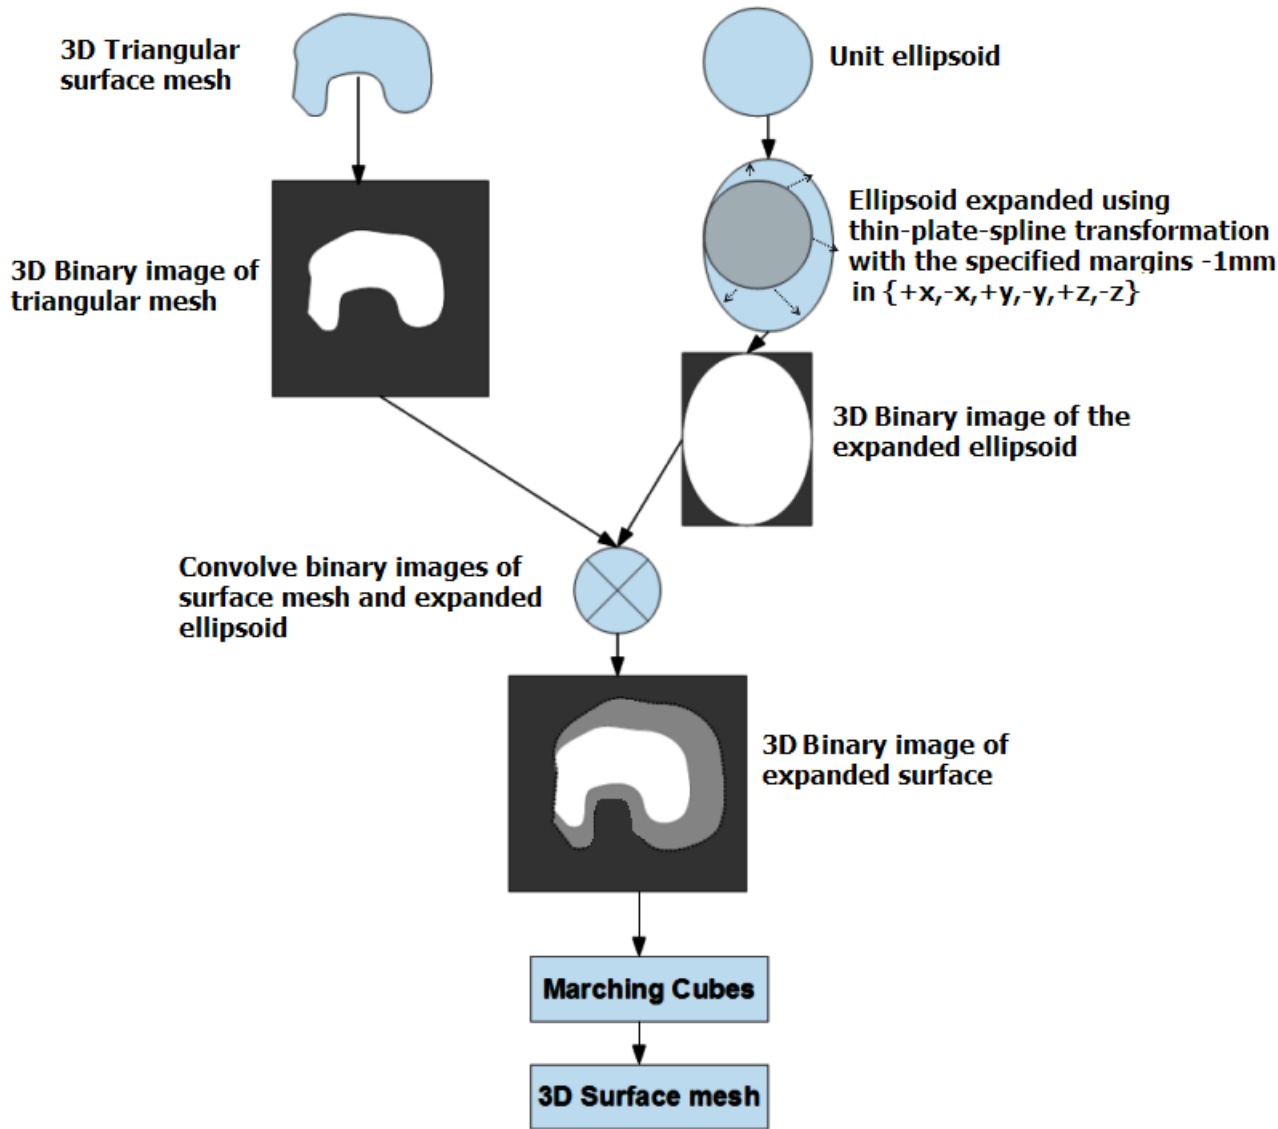 3D Triangular
surface mesh
Unit ellipsoid
Ellipsoid expanded using
thin-plate-spline transformation
with the specified margins -1mm
in {+x,-x,+y,-y,+z,-z}
3D Binary image of
triangular mesh
3D Binary image of the
expanded ellipsoid
Convolve binary images of
surface mesh and expanded
ellipsoid
3D Binary image of
expanded surface
Marching Cubes
3D Surface mesh